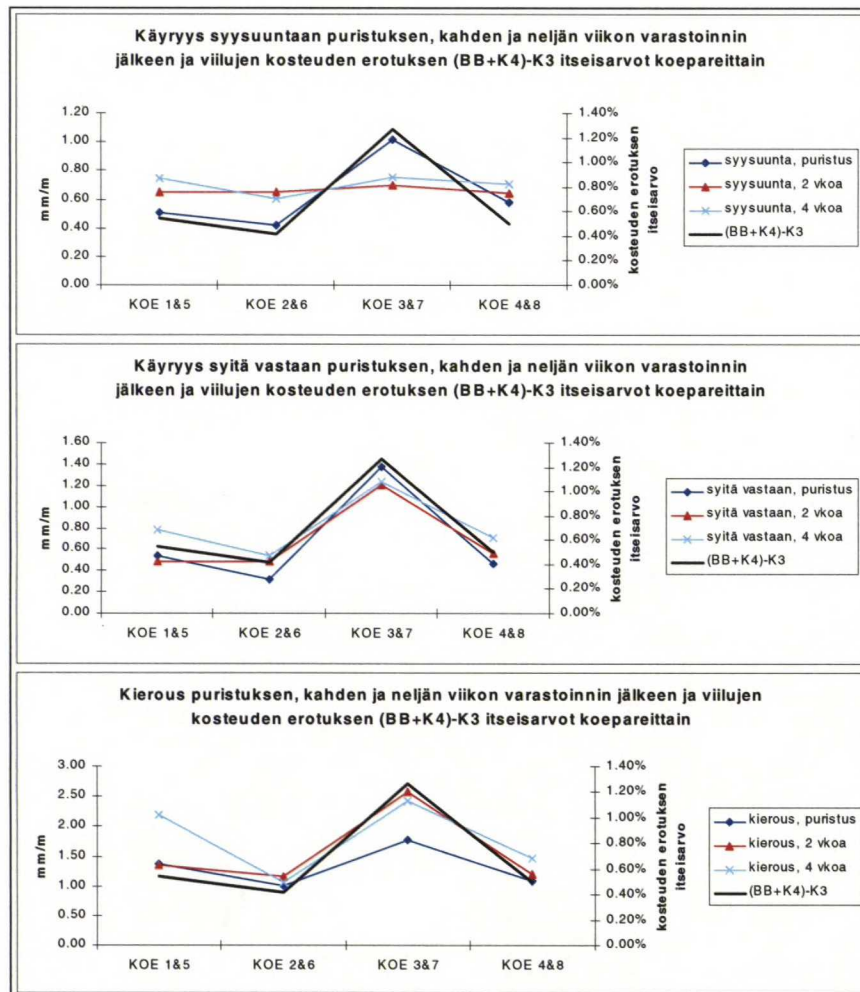 Käyryys syysuuntaan puristuksen, kahden ja neljän viikon varastoinnin
jälkeen ja viilujen kosteuden erotuksen (BB+K4)-K3 itseisarvot koepareittain
1.20
1.00
0.80
0.60
0.40
0.20
0.00
mm/m
KOE 1&5
KOE 2&6
KOE 3&7
KOE 4&8
1.40%
1.20%
1.00%
0.80%
0.60%
0.40%
0.20%
0.00%
kosteuden erotuksen
itseisarvo
syysuunta, puristus
syysuunta, 2 vkoa
syysuunta, 4 vkoa
(BB+K4)-K3
Käyryys syitä vastaan puristuksen, kahden ja neljän viikon varastoinnin
jälkeen ja viilujen kosteuden erotuksen (BB+K4)-K3 itseisarvot koepareittain
1.60
1.40
1.20
1.00
0.80
0.60
0.40
0.20
0.00
mm/m
KOE 1&5
KOE 2&6
KOE 3&7
KOE 4&8
1.40%
1.20%
1.00%
0.80%
0.60%
0.40%
0.20%
0.00%
kosteuden erotuksen
itseisarvo
syitä vastaan, puristus
syitä vastaan, 2 vkoa
syitä vastaan, 4 vkoa
(BB+K4)-K3
Kierous puristuksen, kahden ja neljän viikon varastoinnin jälkeen ja viilujen
kosteuden erotuksen (BB+K4)-K3 itseisarvot koepareittain
3.00
2.50
2.00
1.50
1.00
0.50
0.00
mm/m
KOE 1&5
KOE 2&6
KOE 3&7
KOE 4&8
1.40%
1.20%
1.00%
0.80%
0.60%
0.40%
0.20%
0.00%
kosteuden erotuksen
itseisarvo
kierous, puristus
kierous, 2 vkoa
kierous, 4 vkoa
(BB+K4)-K3